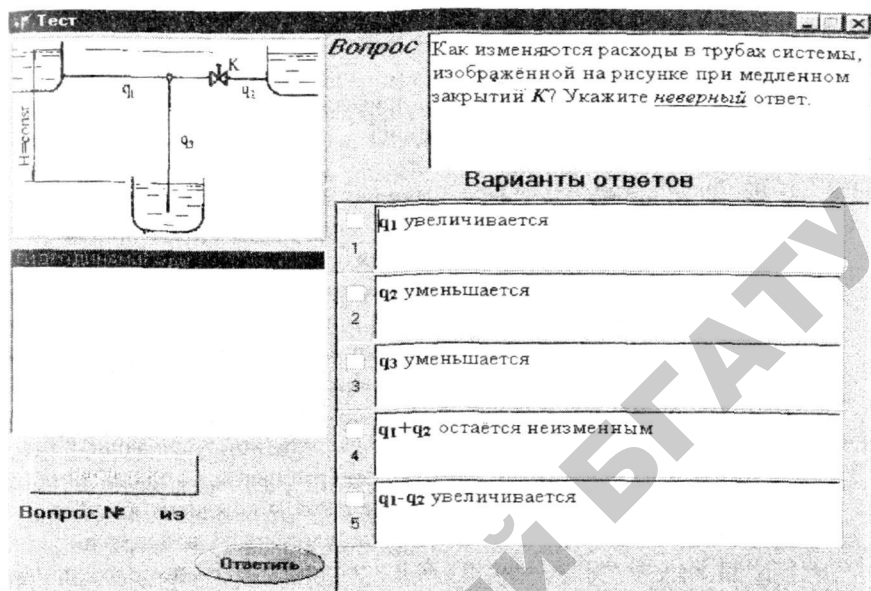 Тест
Вопрос
Как изменяются расходы в трубах системы,
изображённой на рисунке при медленном
закрытии К? Укажите неверный ответ.
K
q1
q2
q3
H=const
Варианты ответов
1
q1 увеличивается
2
q2 уменьшается
3
q3 уменьшается
4
q1+q2 остаётся неизменным
5
q1-q2 увеличивается
Вопрос № из
Ответить
БГАТУ